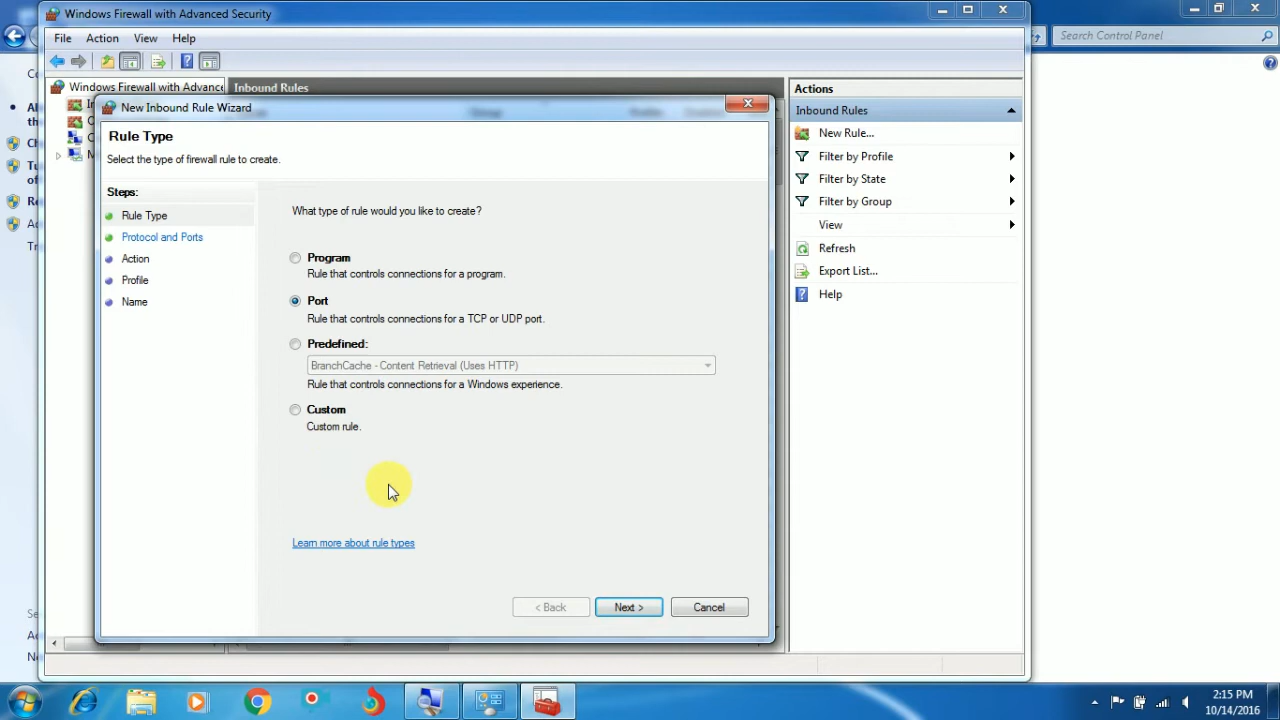 Windows Firewall with Advanced Security
Search Control Panel
File Action View Help
Windows Firewall with Advance
Inbound Rules
Actions
New Inbound Rule Wizard
Inbound Rules
Rule Type
New Rule...
Select the type of firewall rule to create.
Filter by Profile
Filter by State
Steps:
Filter by Group
Rule Type
What type of rule would you like to create?
View
Protocol and Ports
Refresh
Action
Program
Rule that controls connections for a program.
Export List...
Profile
Help
Name
Port
Rule that controls connections for a TCP or UDP port.
Predefined:
BranchCache - Content Retrieval (Uses HTTP)
Rule that controls connections for a Windows experience.
Custom
Custom rule.
Learn more about rule types
< Back Next > Cancel
2:15 PM
10/14/2016